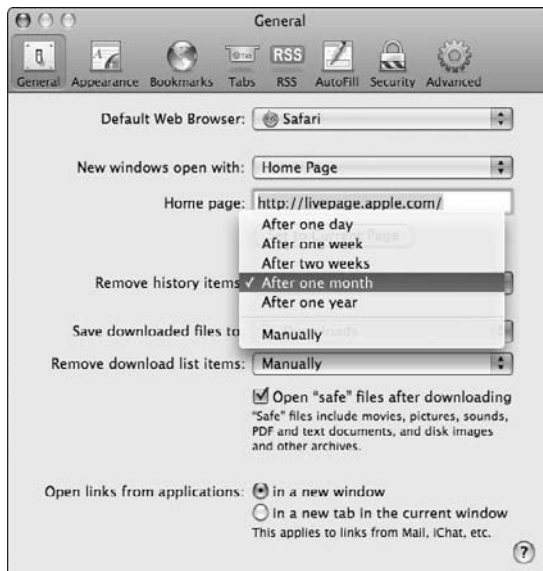 General
General Appearance Bookmarks Tabs RSS AutoFill Security Advanced
Default Web Browser: Safari
New windows open with: Home Page
Home page: http://livepage.apple.com/
After one day
After one week
After two weeks
Remove history items ✓ After one month
After one year
Save downloaded files to
Manually
Remove download list items: Manually
Open "safe" files after downloading
"Safe" files include movies, pictures, sounds,
PDF and text documents, and disk images
and other archives.
Open links from applications: in a new window
in a new tab in the current window
This applies to links from Mail, iChat, etc.
?